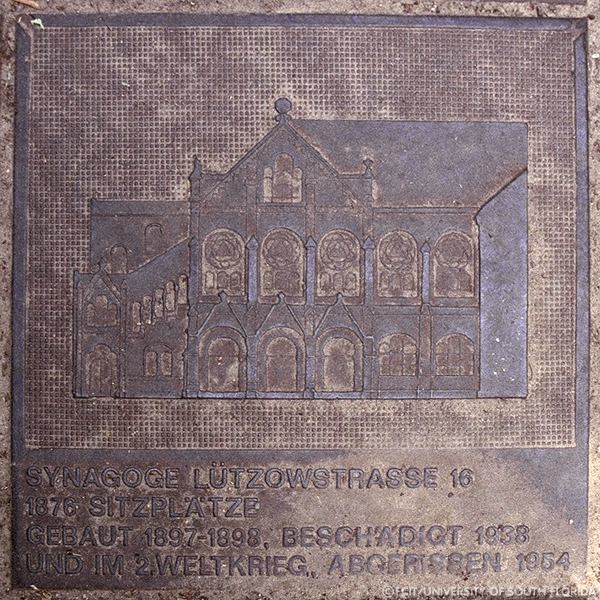 SYNAGOGE LÜTZOWSTRASSE 16
1876 SITZPLÄTZE
GEBAUT 1897-1898, BESCHÄDIGT 1938
UND IM 2.WELTKRIEG, ABGERISSEN 1954
©FCIT/UNIVERSITY OF SOUTH FLORIDA